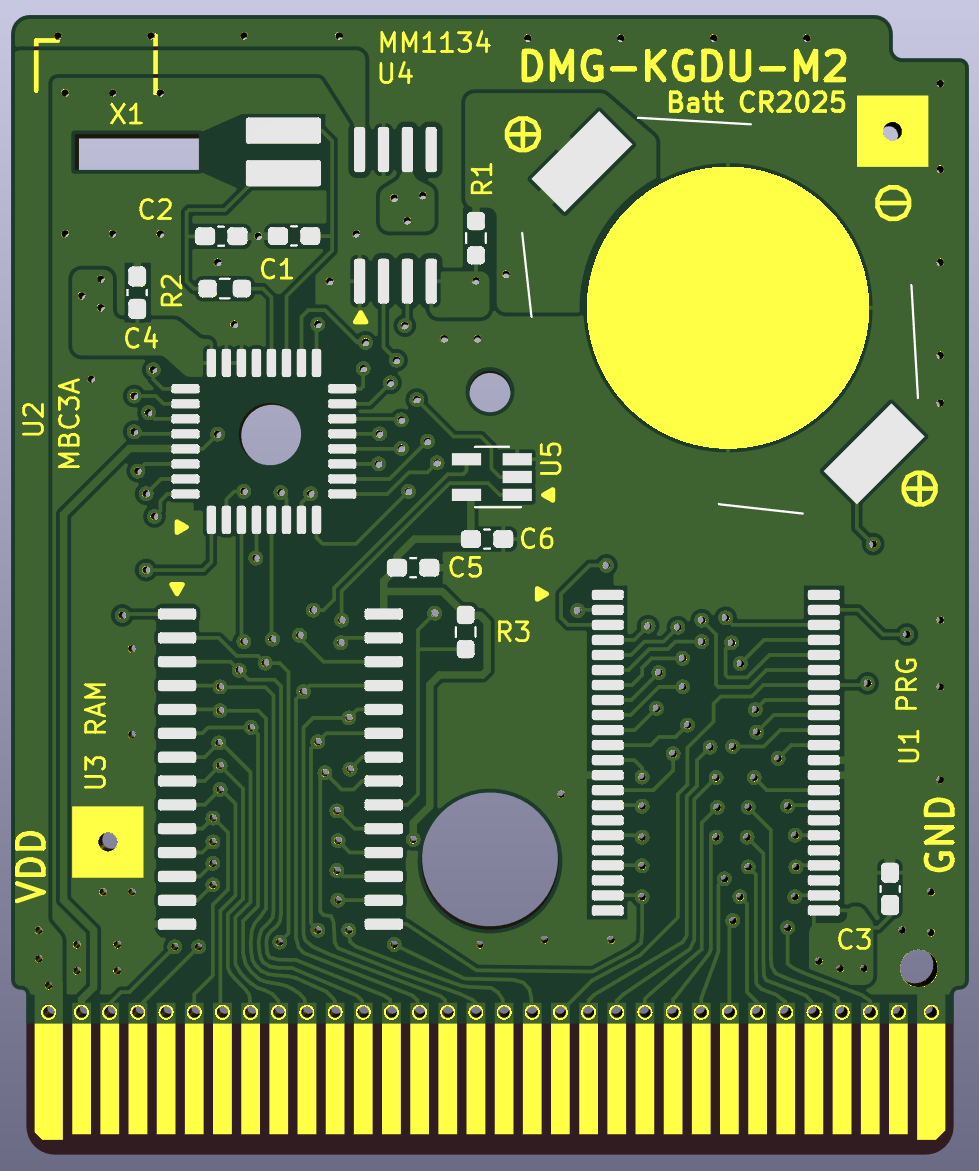 MM1134
U4
DMG-KGDU-M2
Batt CR2025
X1
R1
C2
C1
R2
C4
U2
MBC3A
U5
C6
C5
R3
U3 RAM
U1 PRG
VDD
GND
C3